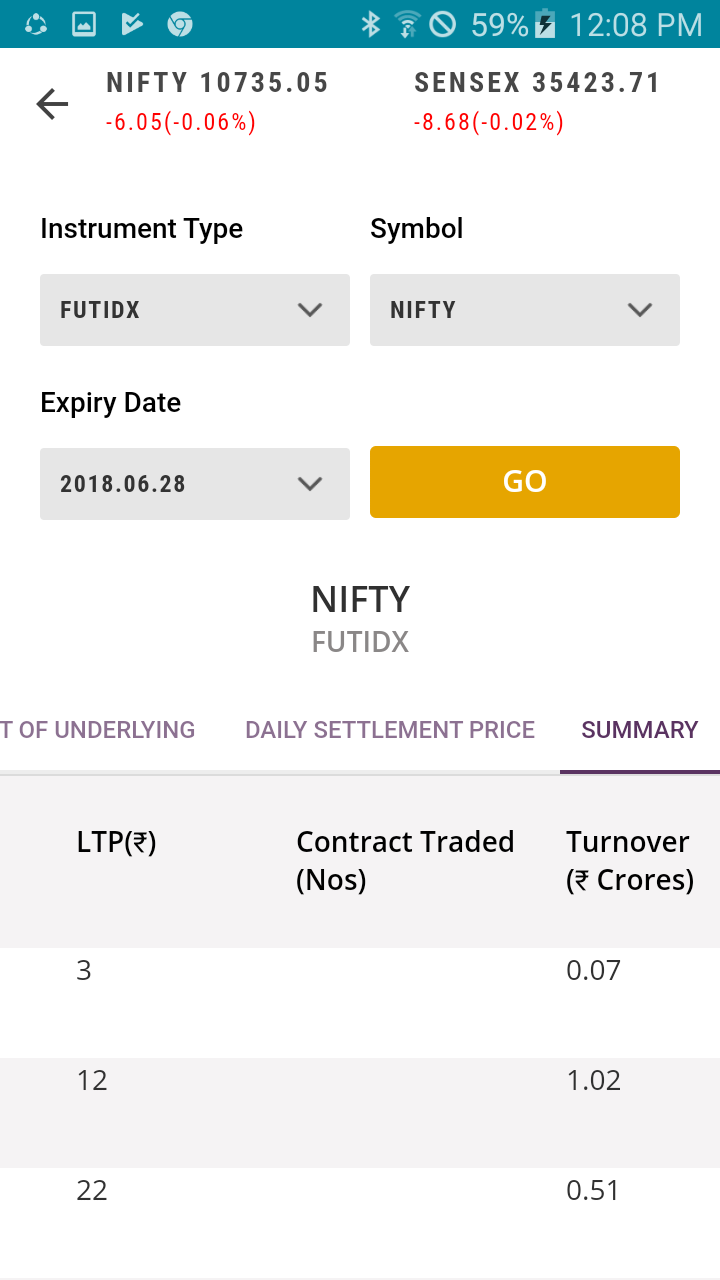 59% 12:08 PM
NIFTY 10735.05 SENSEX 35423.71
-6.05(-0.06%) -8.68(-0.02%)
Instrument Type Symbol
FUTIDX NIFTY
Expiry Date
2018.06.28 GO
NIFTY
FUTIDX
T OF UNDERLYING DAILY SETTLEMENT PRICE SUMMARY
LTP(₹) Contract Traded Turnover
(Nos) (₹ Crores)
3 0.07
12 1.02
22 0.51